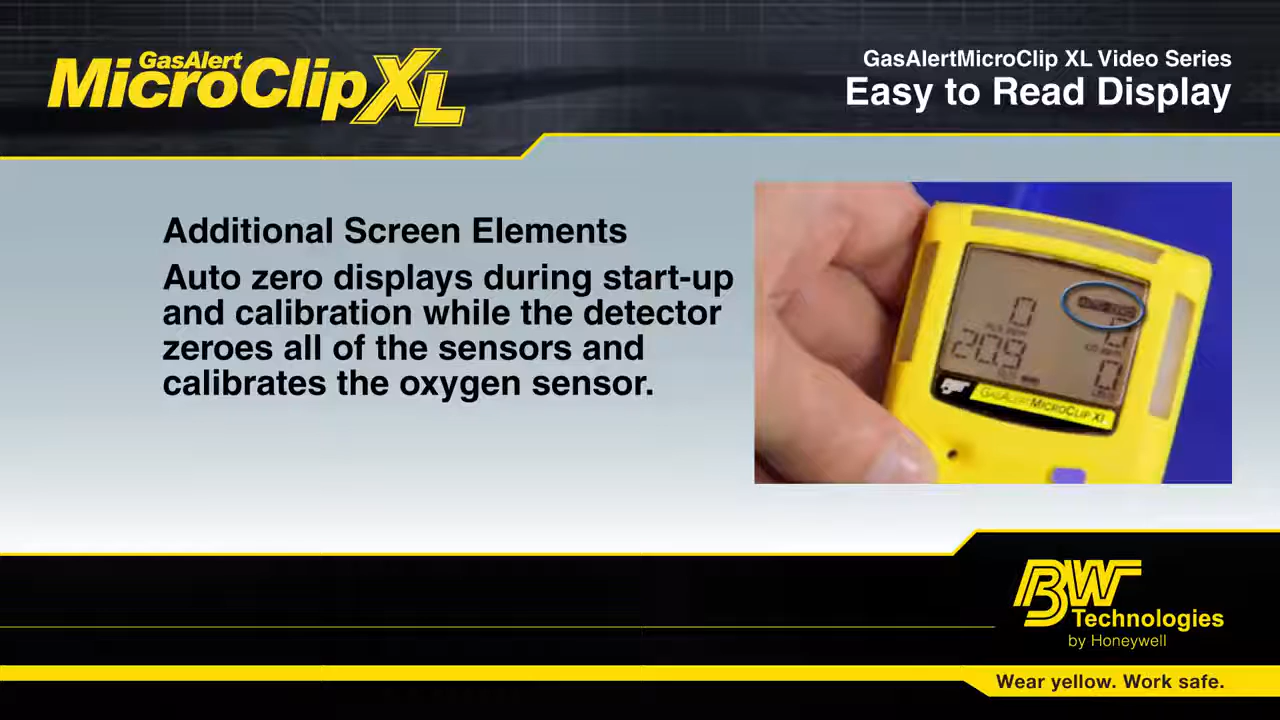 GasAlert
MicroClip XL
GasAlertMicroClip XL Video Series
Easy to Read Display
Additional Screen Elements
Auto zero displays during start-up
and calibration while the detector
zeroes all of the sensors and
calibrates the oxygen sensor.
0
0
20.9
0
BW
GASALERTMICROCLIP XL
BW
Technologies
by Honeywell
Wear yellow. Work safe.